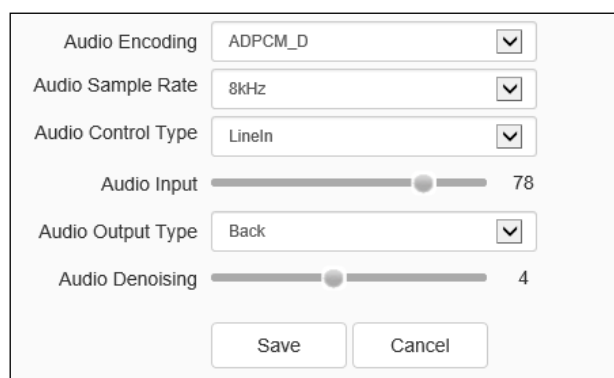 Audio Encoding ADPCM_D
Audio Sample Rate 8kHz
Audio Control Type LineIn
Audio Input 78
Audio Output Type Back
Audio Denoising 4
Save Cancel